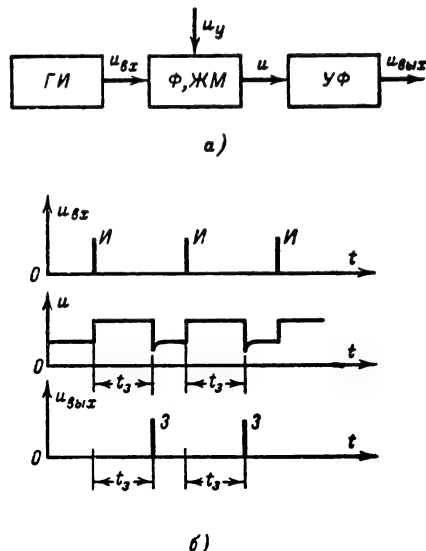 u_у
ГИ u_вх Ф,ЖМ u УФ u_вых
а)
u_вх И И И
0 t
u
0 t
t_з t_з
u_вых З З
0 t
t_з t_з
б)